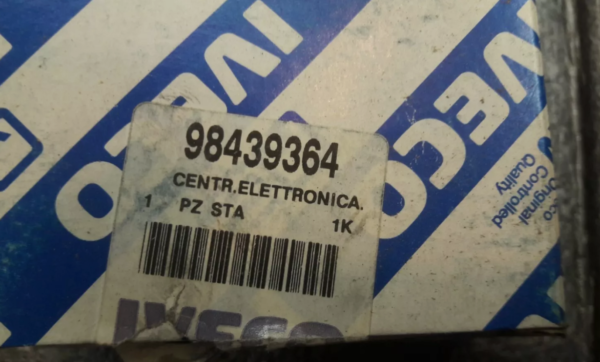 IVECO
IVECO
98439364
CENTR.ELETTRONICA.
1 PZ STA 1K
IVECO
Original
Controlled
Quality